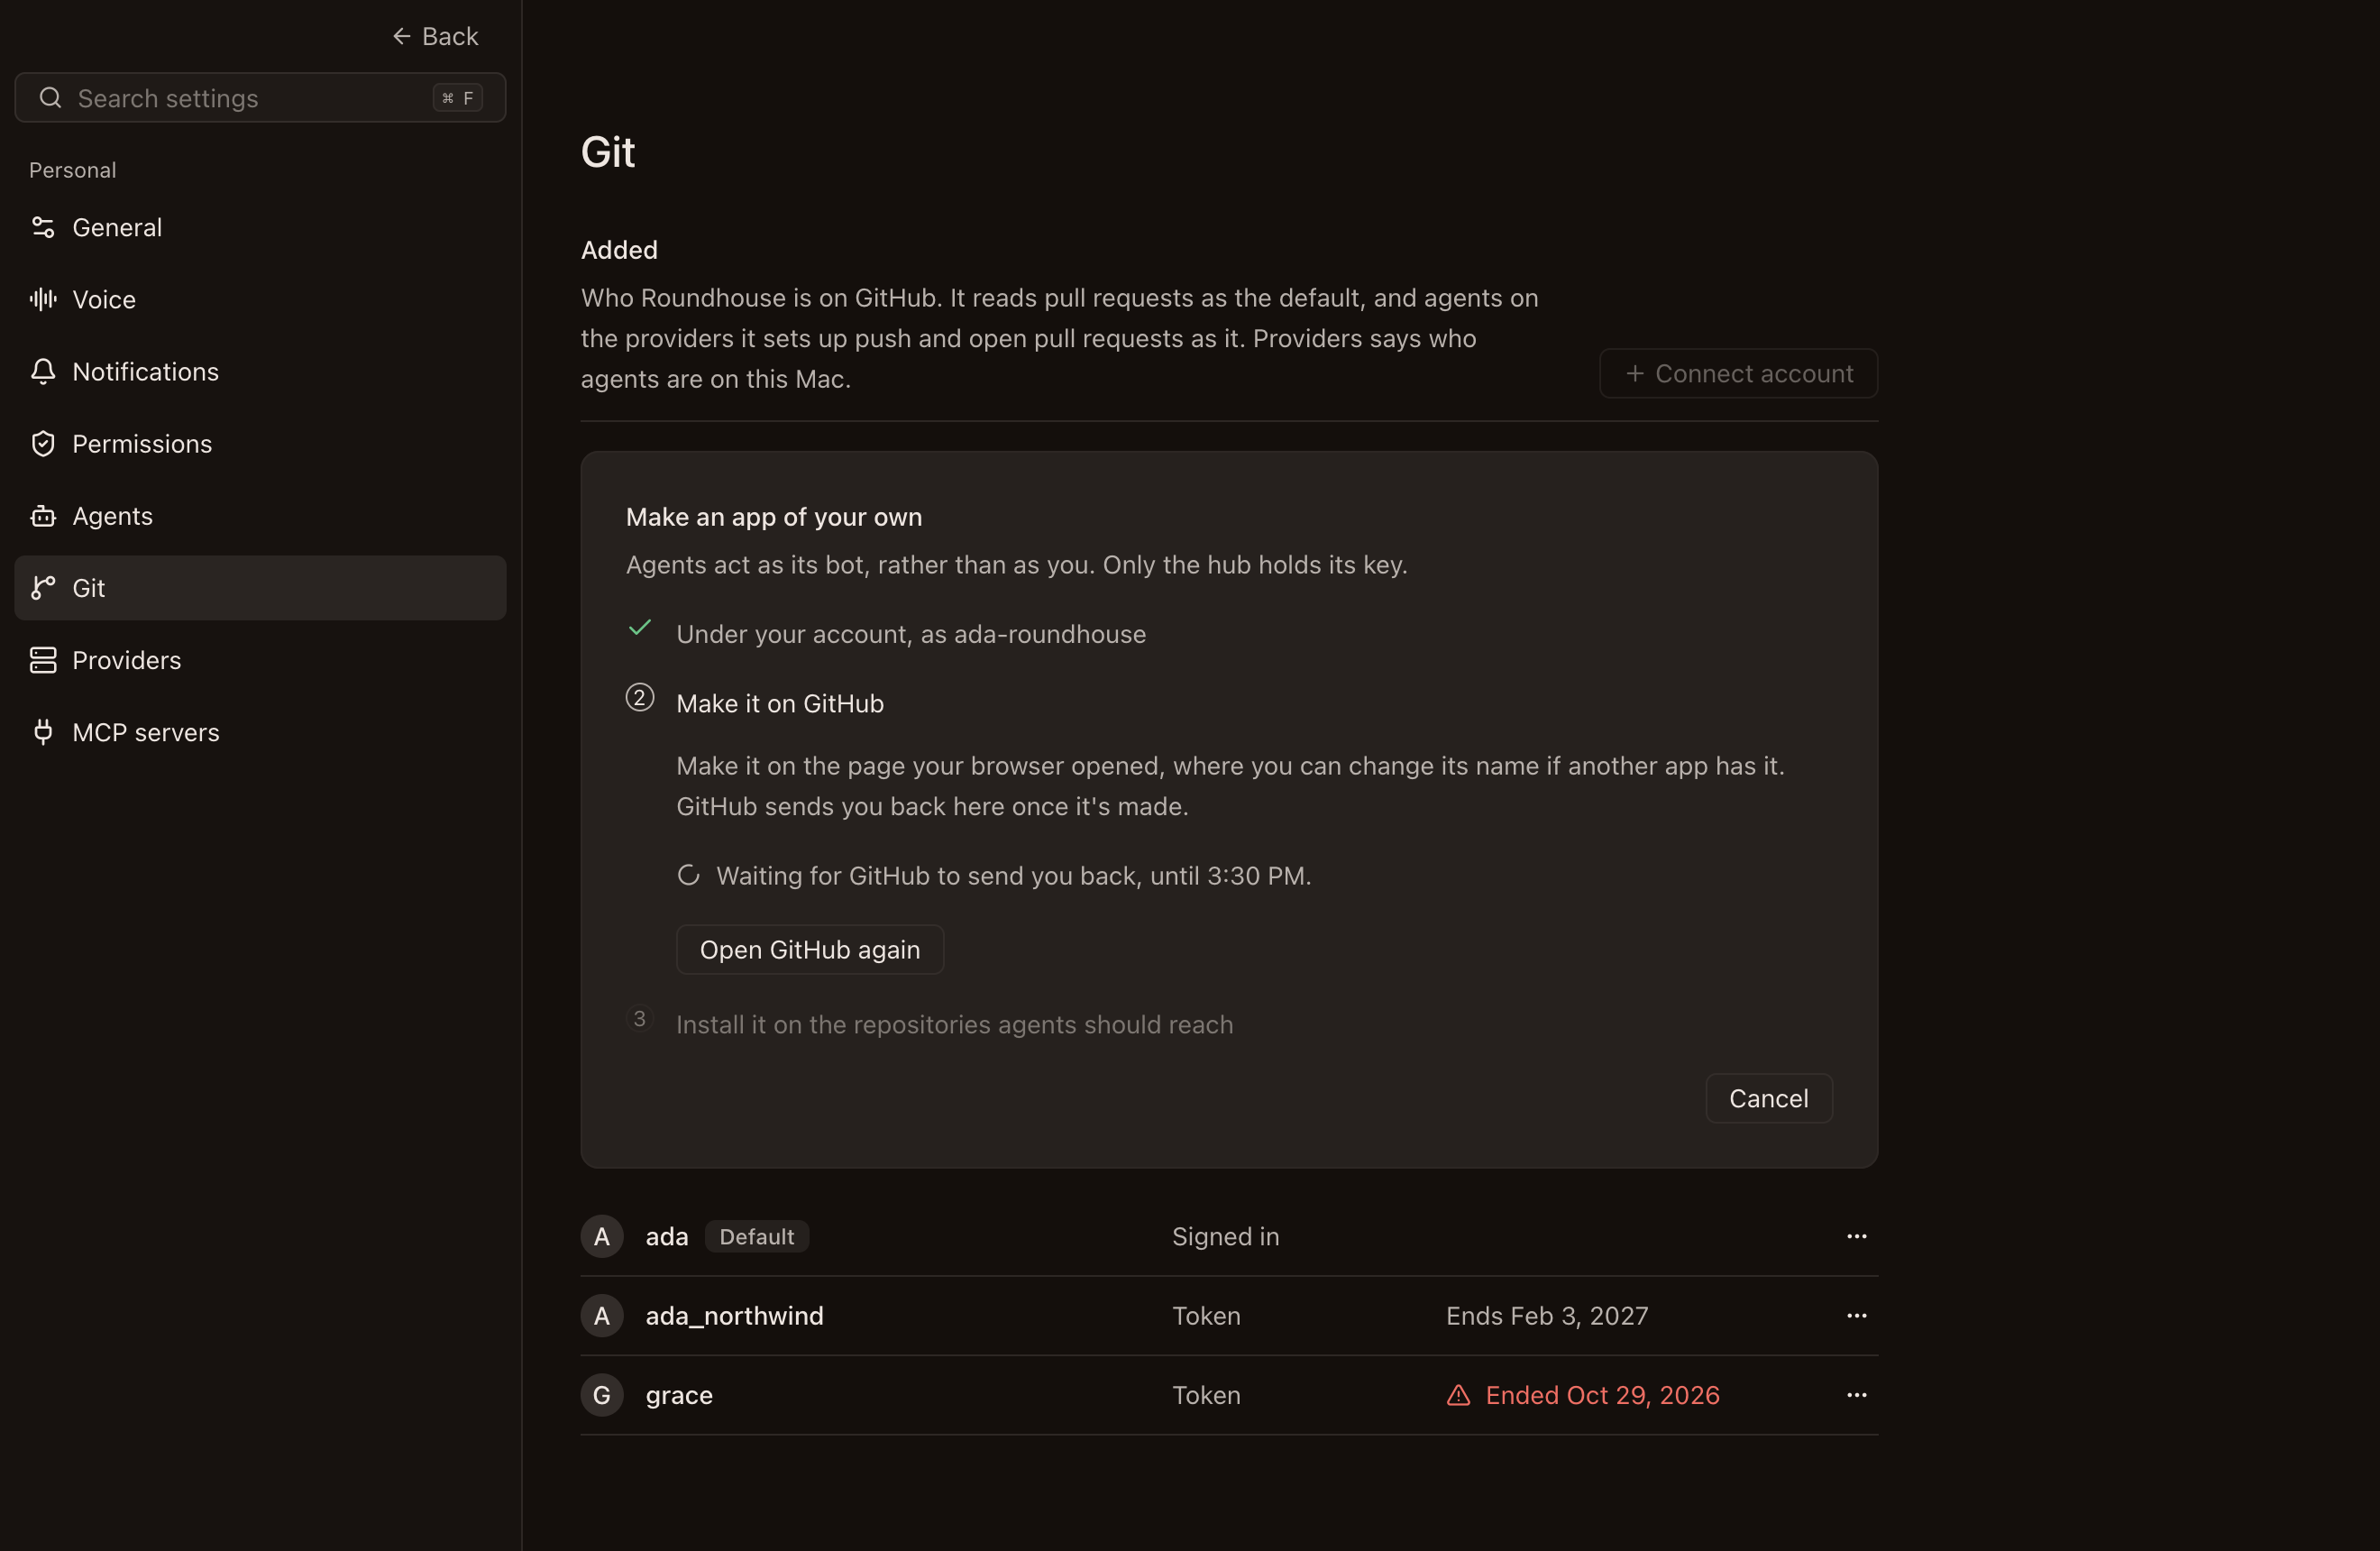 Back
Search settings
⌘ F
Personal
General
Voice
Notifications
Permissions
Agents
Git
Providers
MCP servers
Git
Added
Who Roundhouse is on GitHub. It reads pull requests as the default, and agents on
the providers it sets up push and open pull requests as it. Providers says who
agents are on this Mac.
Connect account
Make an app of your own
Agents act as its bot, rather than as you. Only the hub holds its key.
Under your account, as ada-roundhouse
2 Make it on GitHub
Make it on the page your browser opened, where you can change its name if another app has it.
GitHub sends you back here once it's made.
Waiting for GitHub to send you back, until 3:30 PM.
Open GitHub again
3 Install it on the repositories agents should reach
Cancel
A ada Default Signed in
A ada_northwind Token Ends Feb 3, 2027
G grace Token Ended Oct 29, 2026